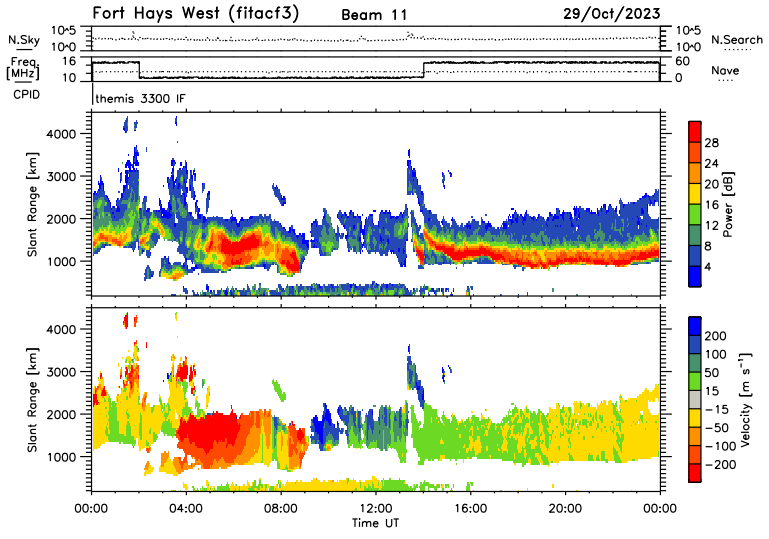 Fort Hays West (fitacf3) Beam 11 29/Oct/2023
N.Sky 10^5 10^0 10^5 10^0 N.Search
Freq. [MHz] 16 10 60 0 Nave
CPID themis 3300 IF
Slant Range [km] 4000 3000 2000 1000
Power [dB] 28 24 20 16 12 8 4
Slant Range [km] 4000 3000 2000 1000
Velocity [m s⁻¹] 200 100 50 15 −15 −50 −100 −200
00:00 04:00 08:00 12:00 16:00 20:00 00:00
Time UT